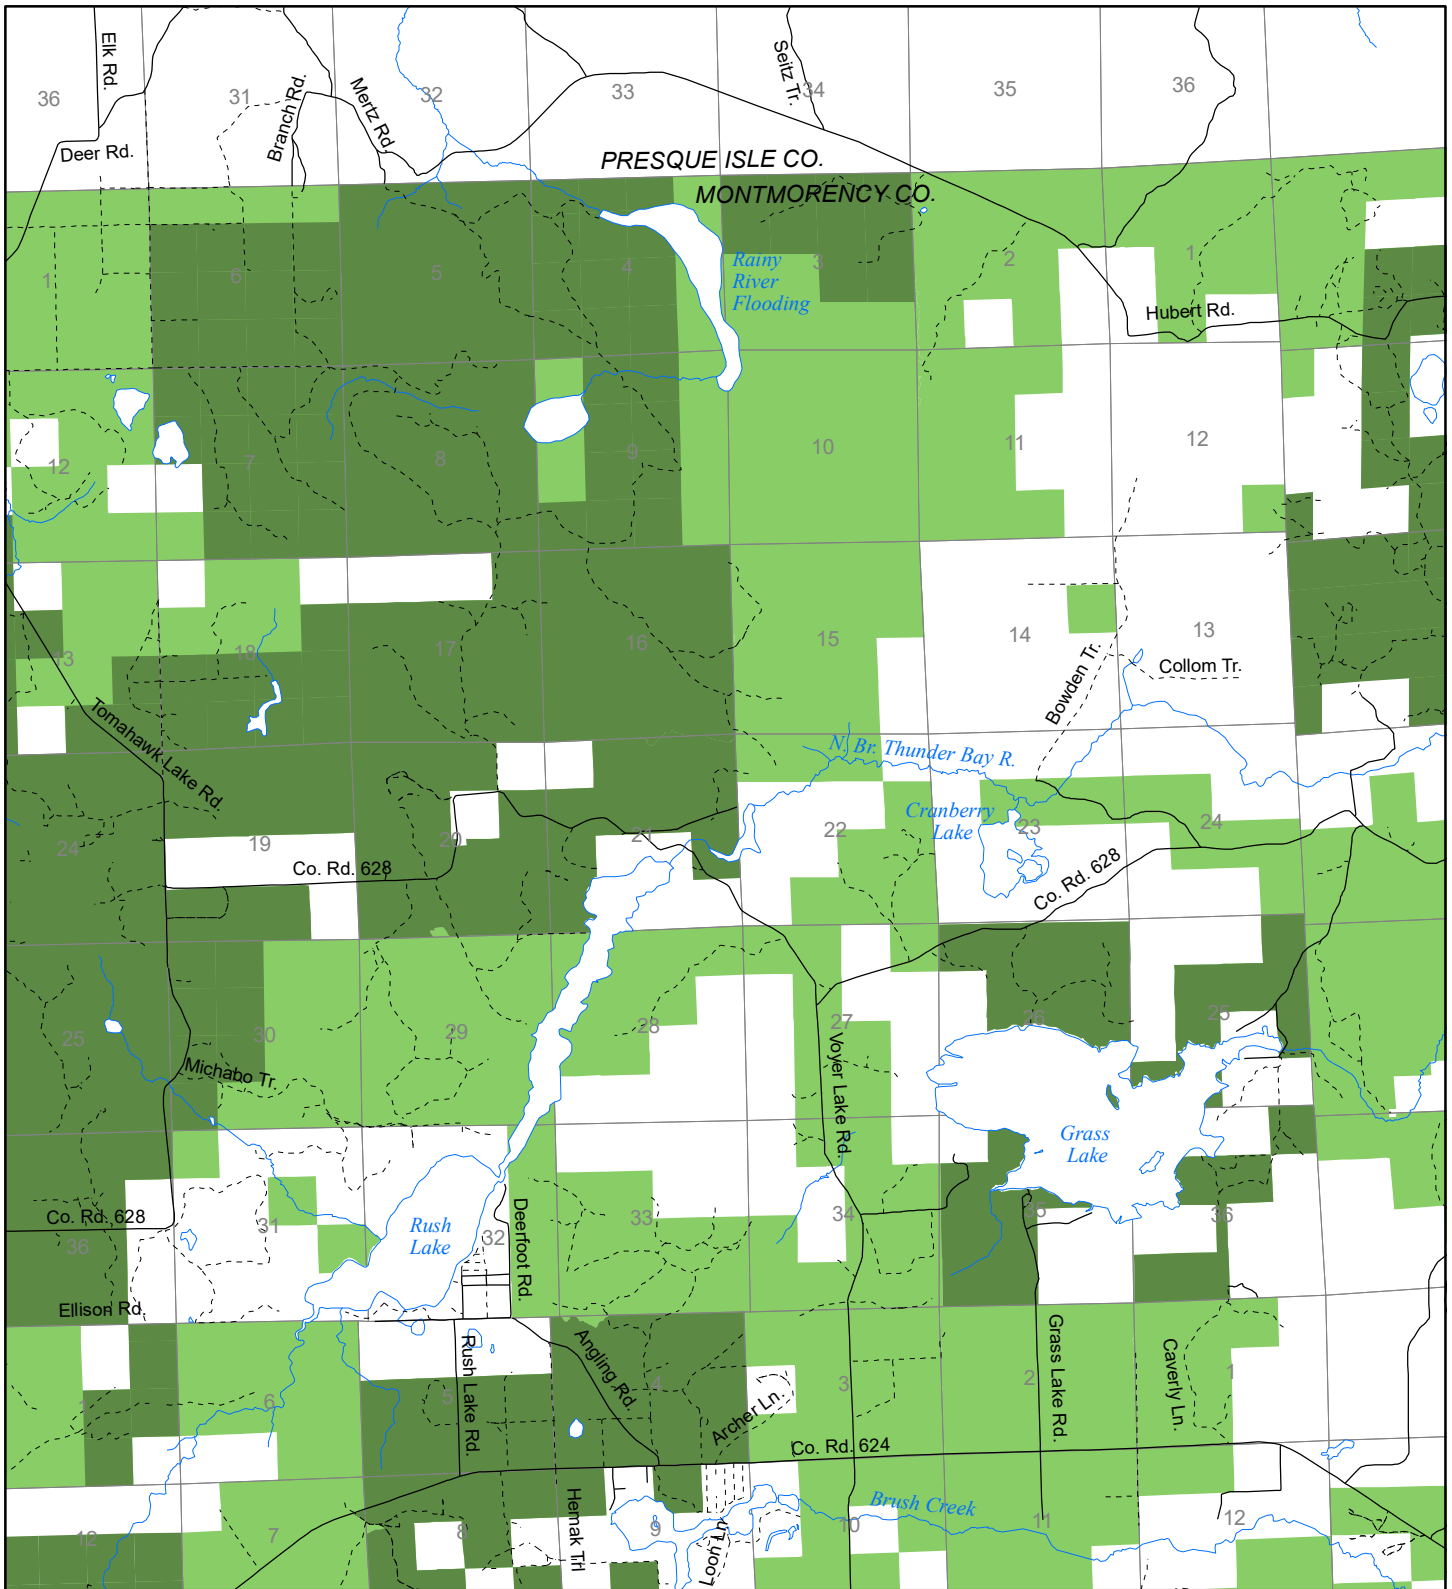 Elk Rd.
36
31
Branch Rd.
Mertz Rd.
32
33
Seitz Tr.
34
35
36
Deer Rd.
PRESQUE ISLE CO.
MONTMORENCY CO.
1
6
5
4
Rainy
River
Flooding
3
2
1
Hubert Rd.
12
7
8
9
10
11
12
13
18
17
16
15
14
13
Bowden Tr.
Collom Tr.
Tomahawk Lake Rd.
N. Br. Thunder Bay R.
24
19
20
21
22
Cranberry
Lake
23
24
Co. Rd. 628
Co. Rd. 628
25
30
29
28
27
26
25
Michabo Tr.
Voyer Lake Rd.
Grass
Lake
Co. Rd. 628
36
31
Rush
Lake
32
Deerfoot Rd.
33
34
35
36
Ellison Rd.
1
6
Rush Lake Rd.
5
Angling Rd.
4
Archer Ln.
3
2
Grass Lake Rd.
Caverly Ln.
1
Co. Rd. 624
12
7
8
Hemak Trl
9
Loon Ln
10
Brush Creek
11
12